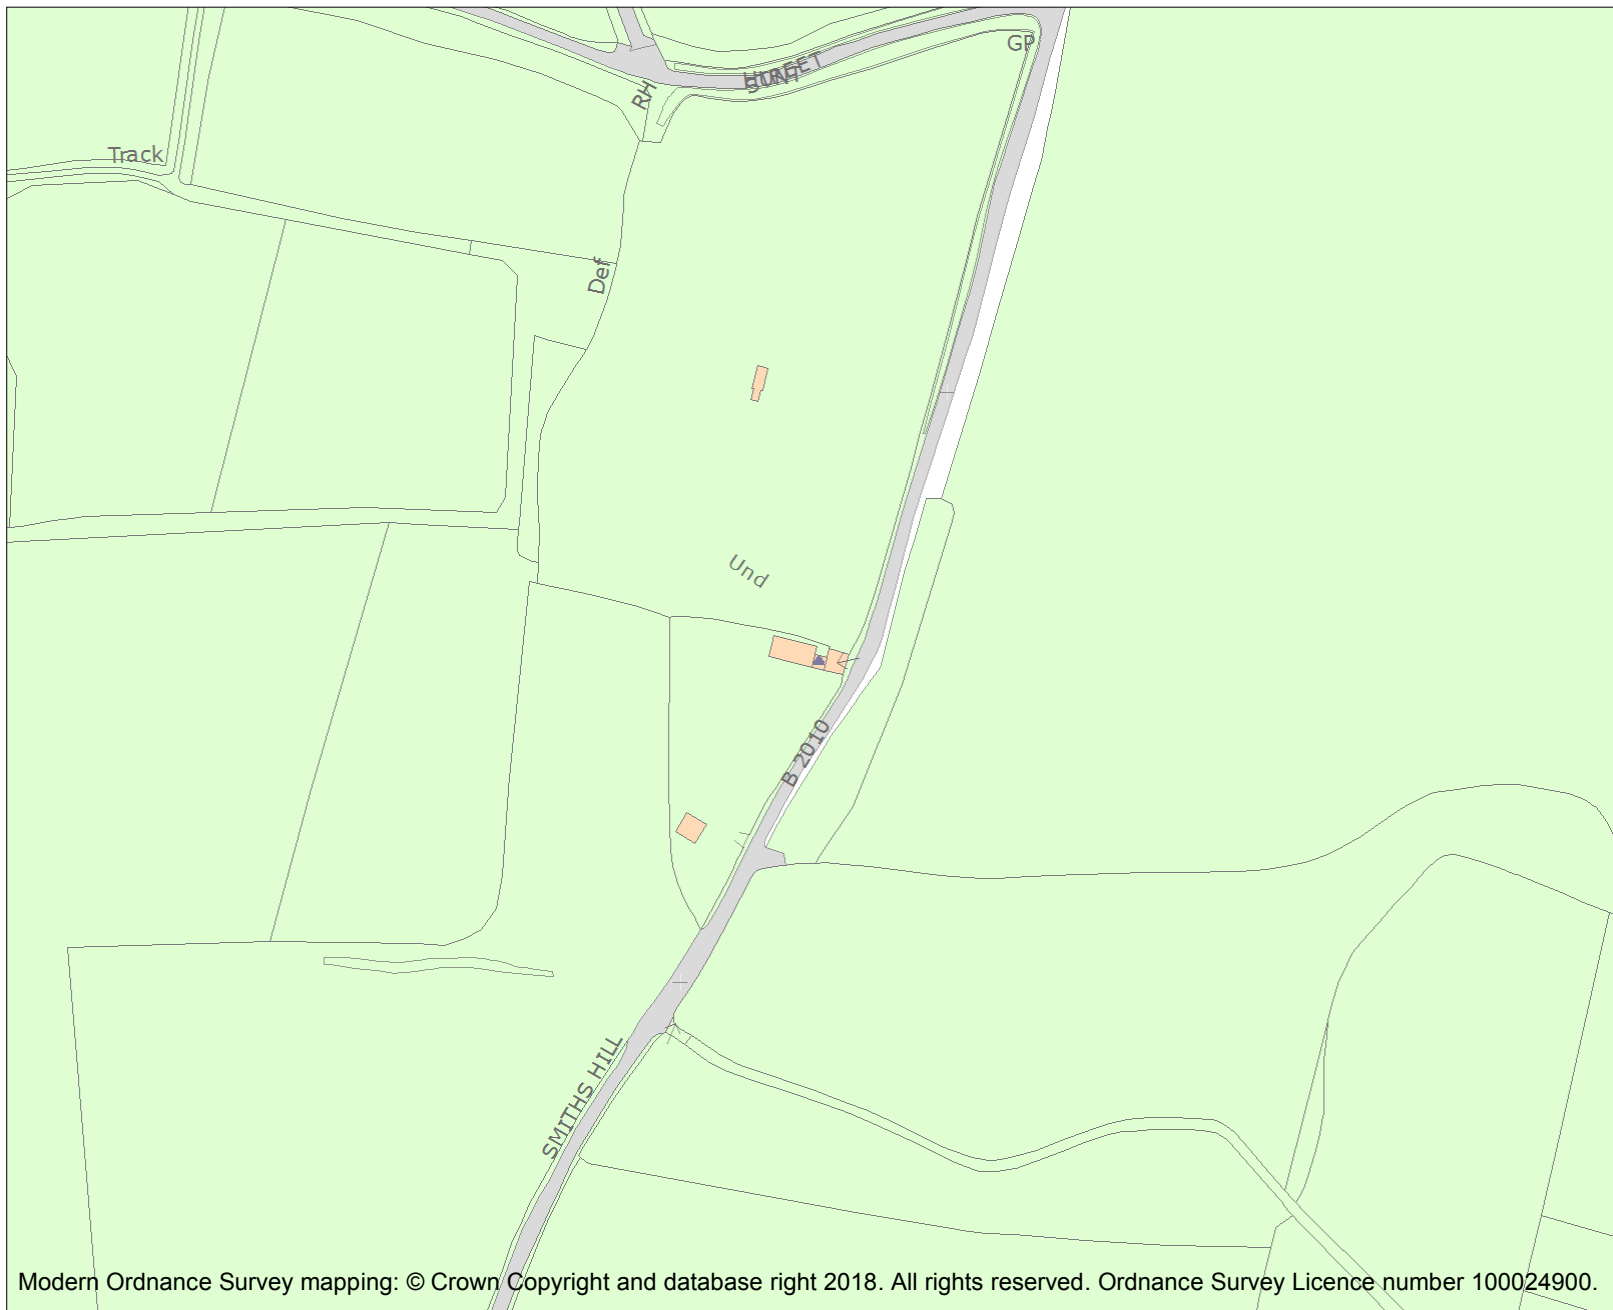 GP
RH
Track
Def
Und
B 2010
SMITHS HILL
Modern Ordnance Survey mapping: © Crown Copyright and database right 2018. All rights reserved. Ordnance Survey Licence number 100024900.